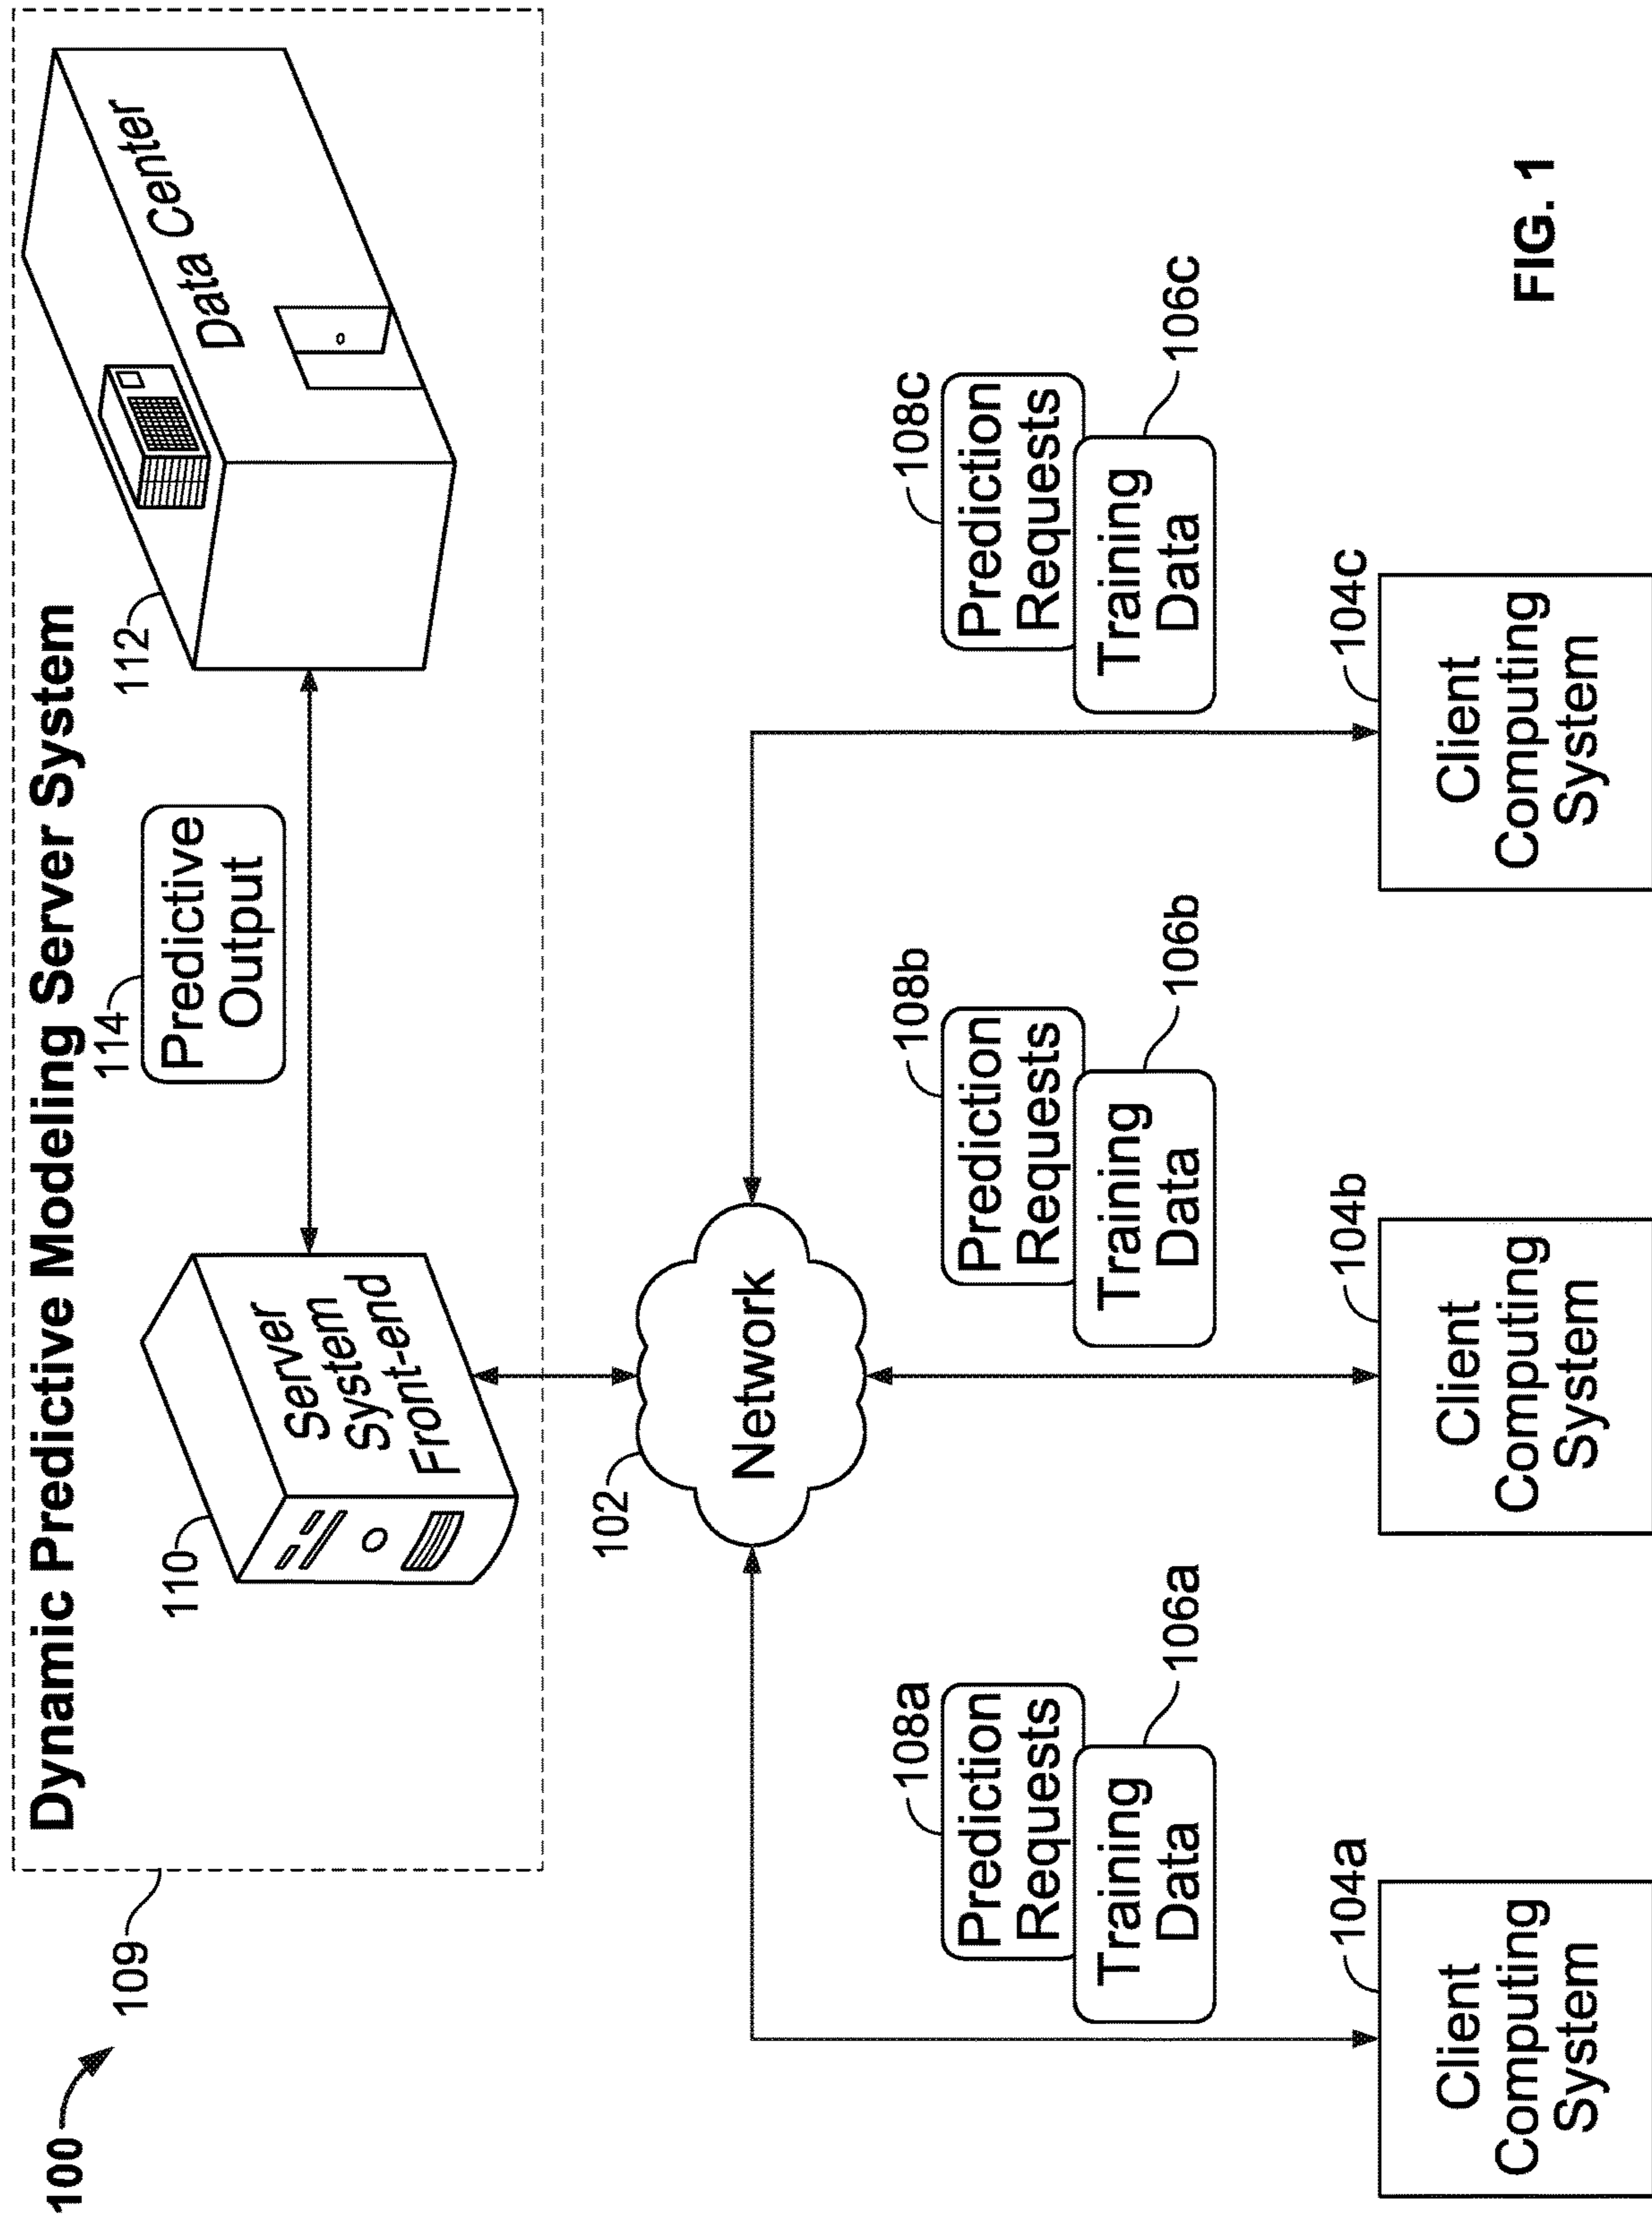 100
109
Dynamic Predictive Modeling Server System
110
Server
System
Front-end
114
Predictive
Output
112
Data Center
102
Network
108a
Prediction
Requests
Training
Data
106a
108b
Prediction
Requests
Training
Data
106b
108c
Prediction
Requests
Training
Data
106c
104a
Client
Computing
System
104b
Client
Computing
System
104c
Client
Computing
System
FIG. 1